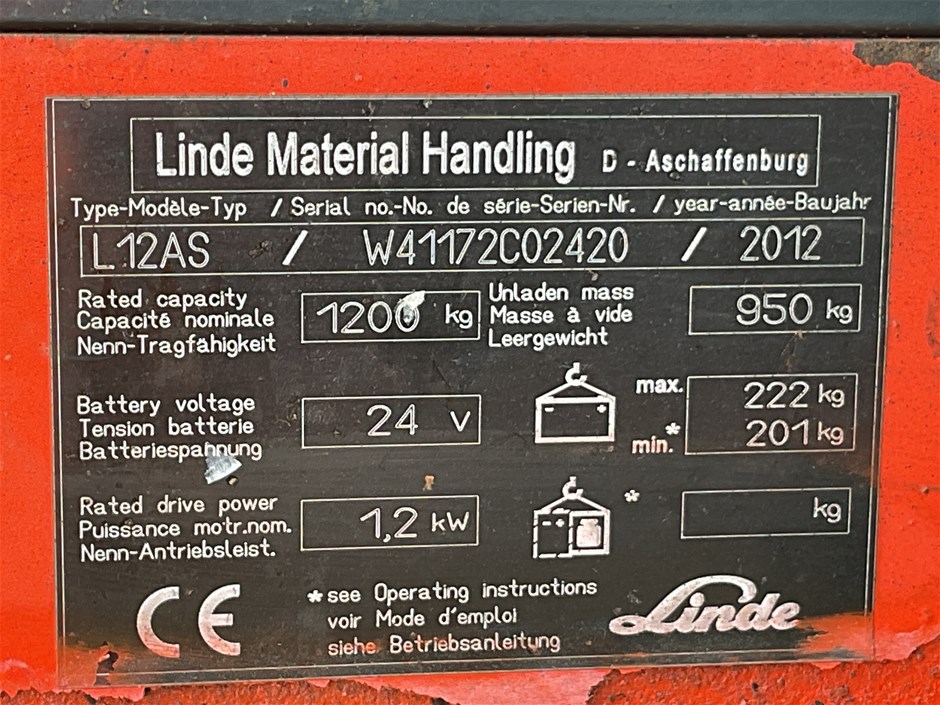 Linde Material Handling D - Aschaffenburg
Type-Modèle-Typ / Serial no.-No. de série-Serien-Nr. / year-année-Baujahr
L12AS / W41172C02420 / 2012
Rated capacity
Capacité nominale
Nenn-Tragfähigkeit
1200 kg
Unladen mass
Masse à vide
Leergewicht
950 kg
Battery voltage
Tension batterie
Batteriespannung
24 V
max. 222 kg
min.* 201 kg
Rated drive power
Puissance motr.nom.
Nenn-Antriebsleist.
1,2 kW
* kg
CE
*see Operating instructions
voir Mode d'emploi
siehe Betriebsanleitung
Linde